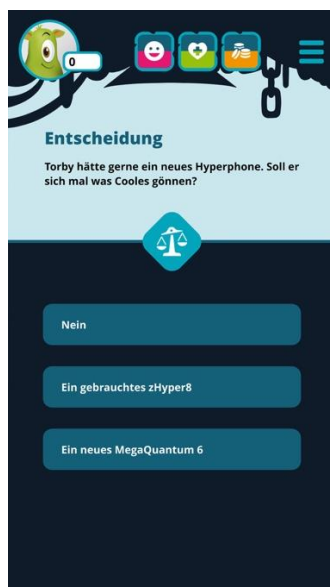 0
Entscheidung
Torby hätte gerne ein neues Hyperphone. Soll er
sich mal was Cooles gönnen?
Nein
Ein gebrauchtes zHyper8
Ein neues MegaQuantum 6